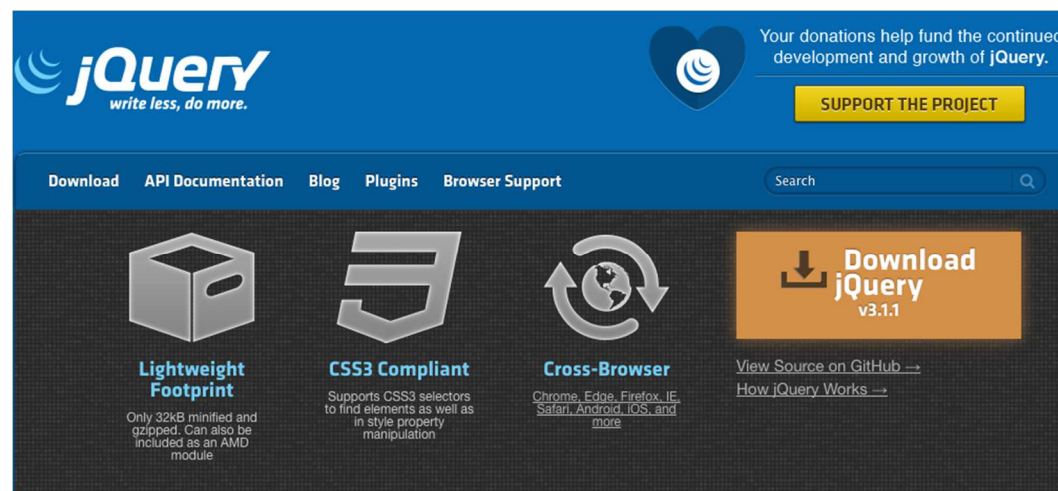 jQuery
write less, do more.
Your donations help fund the continued
development and growth of jQuery.
SUPPORT THE PROJECT
Download API Documentation Blog Plugins Browser Support
Search
Lightweight
Footprint
Only 32kB minified and
gzipped. Can also be
included as an AMD
module
CSS3 Compliant
Supports CSS3 selectors
to find elements as well as
in style property
manipulation
Cross-Browser
Chrome, Edge, Firefox, IE,
Safari, Android, iOS, and
more
Download
jQuery
v3.1.1
View Source on GitHub →
How jQuery Works →